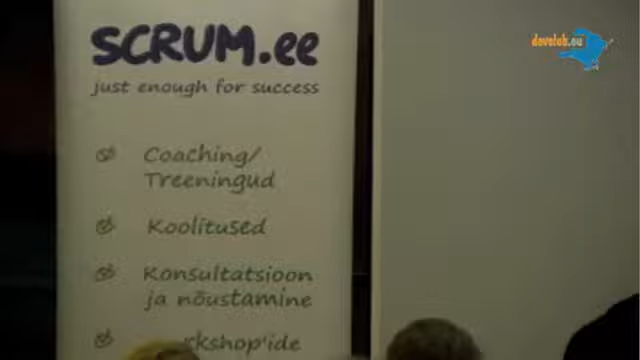 SCRUM.ee
devclub.eu
just enough for success
Coaching/
Treeningud
Koolitused
Konsultatsioon
ja nõustamine